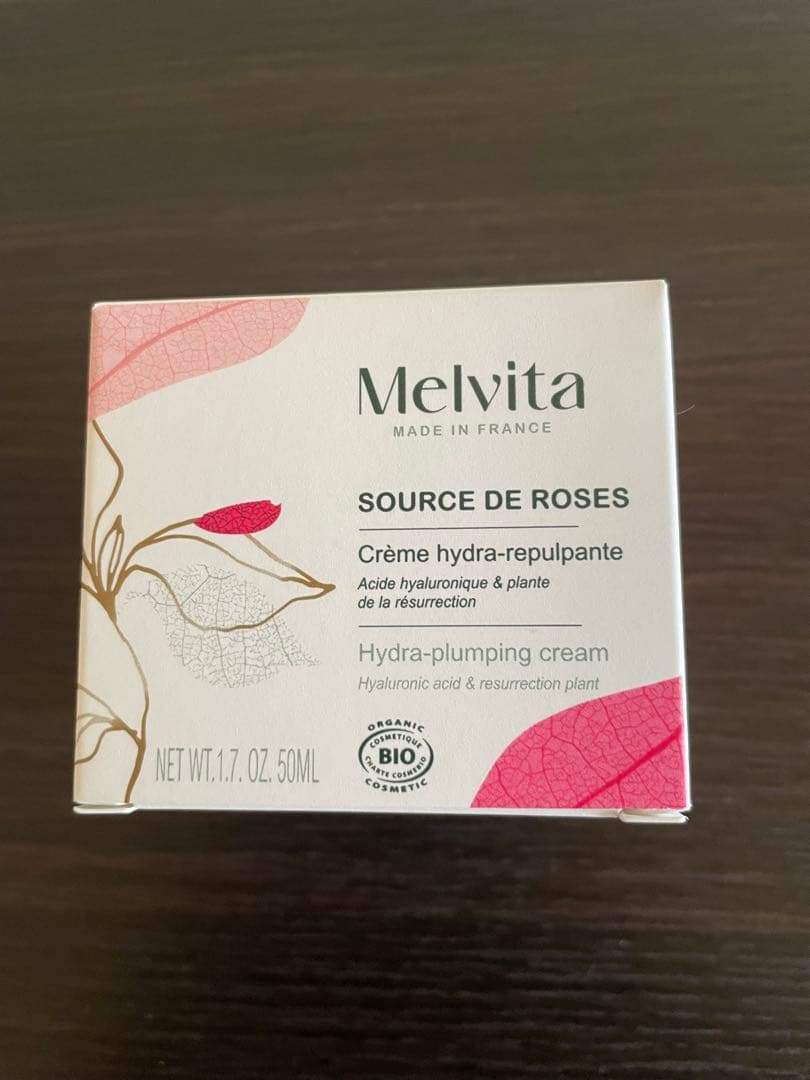 Melvita
MADE IN FRANCE
SOURCE DE ROSES
Crème hydra-repulpante
Acide hyaluronique & plante
de la résurrection
Hydra-plumping cream
Hyaluronic acid & resurrection plant
NET WT.1.7. OZ. 50ML
ORGANIC
COSMETIQUE
BIO
CHARTE COSMEBIO
COSMETIC